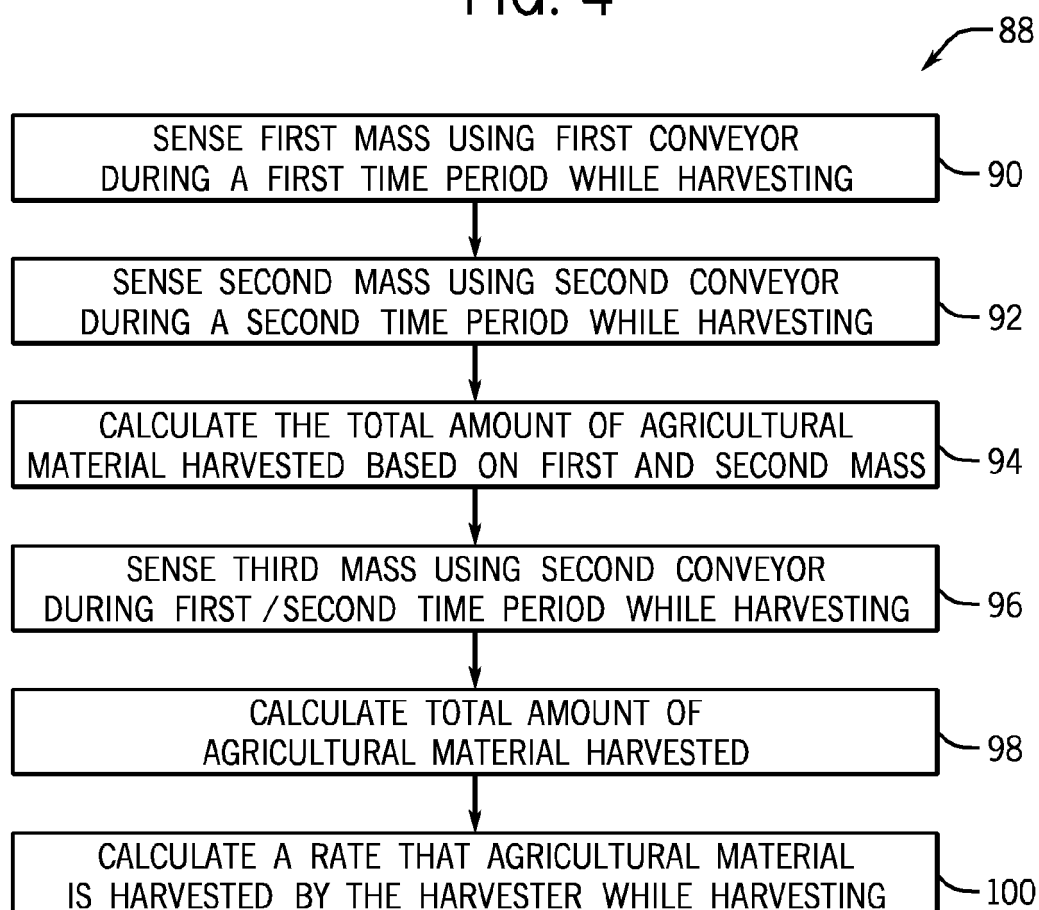 FIG. 4
88
SENSE FIRST MASS USING FIRST CONVEYOR
DURING A FIRST TIME PERIOD WHILE HARVESTING
90
SENSE SECOND MASS USING SECOND CONVEYOR
DURING A SECOND TIME PERIOD WHILE HARVESTING
92
CALCULATE THE TOTAL AMOUNT OF AGRICULTURAL
MATERIAL HARVESTED BASED ON FIRST AND SECOND MASS
94
SENSE THIRD MASS USING SECOND CONVEYOR
DURING FIRST/SECOND TIME PERIOD WHILE HARVESTING
96
CALCULATE TOTAL AMOUNT OF
AGRICULTURAL MATERIAL HARVESTED
98
CALCULATE A RATE THAT AGRICULTURAL MATERIAL
IS HARVESTED BY THE HARVESTER WHILE HARVESTING
100